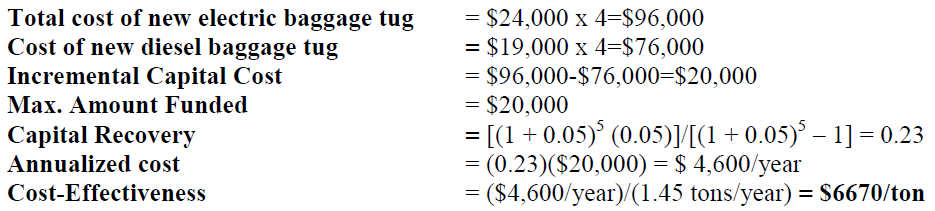 Total cost of new electric baggage tug = $24,000 x 4=$96,000
Cost of new diesel baggage tug = $19,000 x 4=$76,000
Incremental Capital Cost = $96,000-$76,000=$20,000
Max. Amount Funded = $20,000
Capital Recovery = [(1 + 0.05)⁵ (0.05)]/[(1 + 0.05)⁵ – 1] = 0.23
Annualized cost = (0.23)($20,000) = $ 4,600/year
Cost-Effectiveness = ($4,600/year)/(1.45 tons/year) = $6670/ton